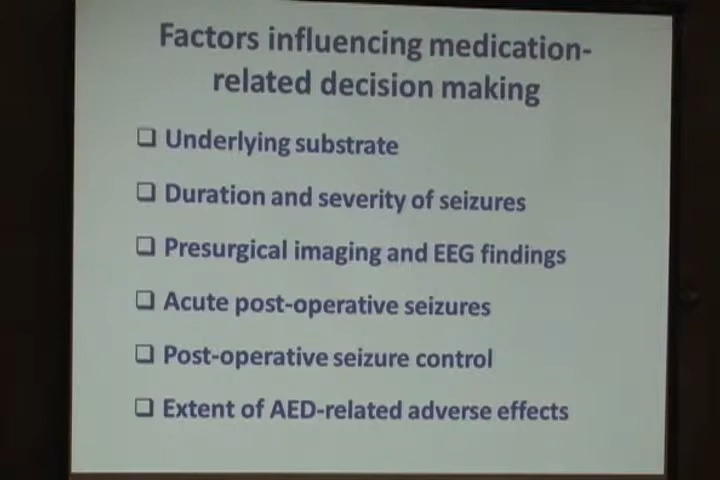 Factors influencing medication-
related decision making
❑ Underlying substrate
❑ Duration and severity of seizures
❑ Presurgical imaging and EEG findings
❑ Acute post-operative seizures
❑ Post-operative seizure control
❑ Extent of AED-related adverse effects